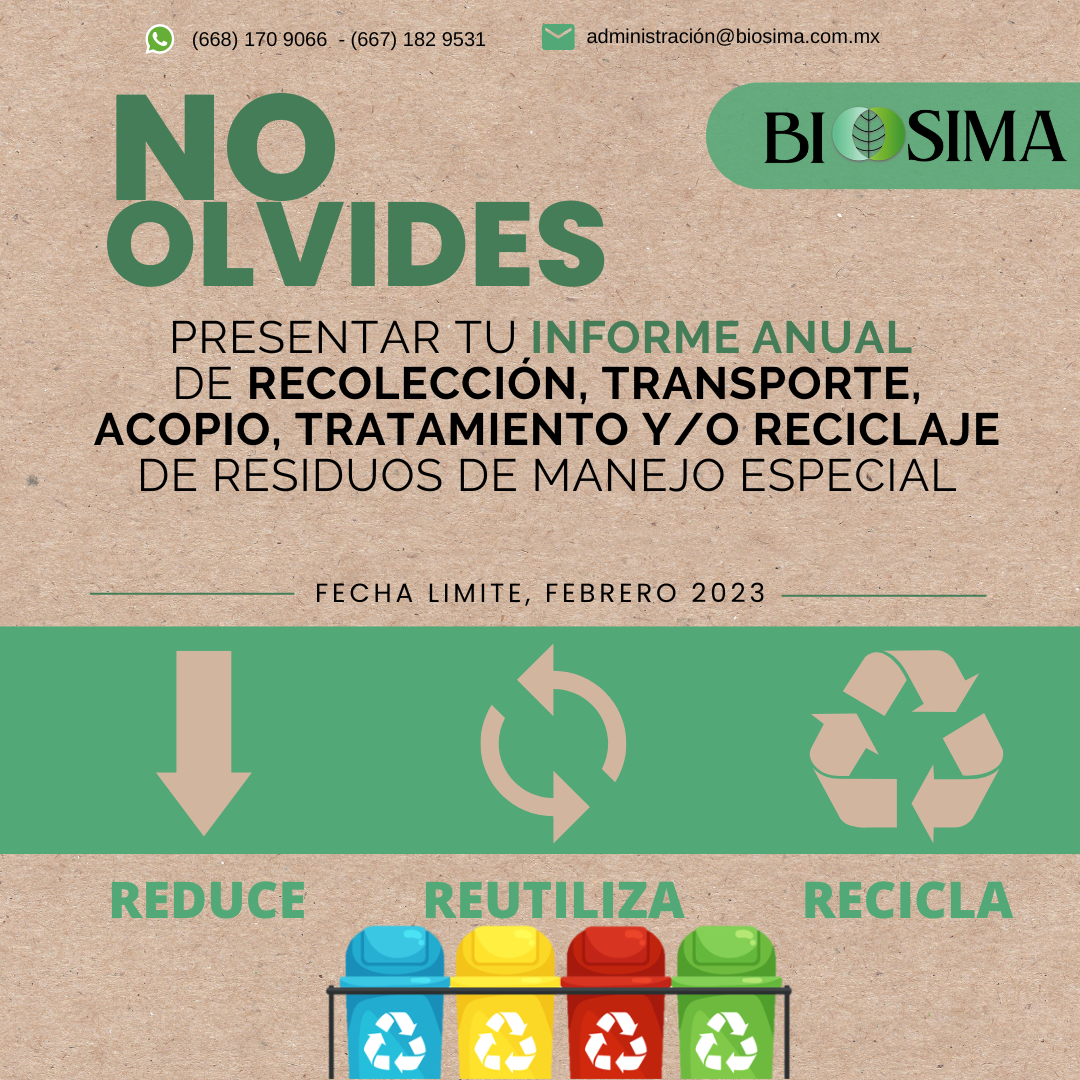 (668) 170 9066 - (667) 182 9531
administración@biosima.com.mx
BIOSIMA
NO
OLVIDES
PRESENTAR TU INFORME ANUAL
DE RECOLECCIÓN, TRANSPORTE,
ACOPIO, TRATAMIENTO Y/O RECICLAJE
DE RESIDUOS DE MANEJO ESPECIAL
FECHA LIMITE, FEBRERO 2023
REDUCE
REUTILIZA
RECICLA